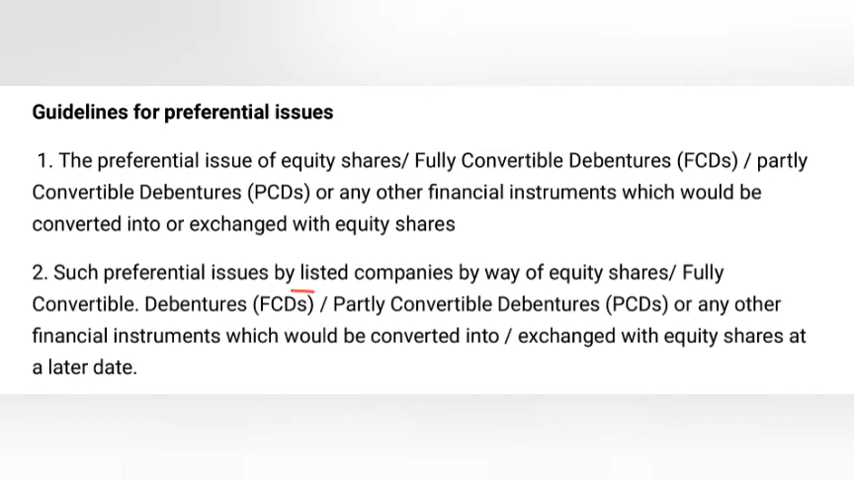 Guidelines for preferential issues
1. The preferential issue of equity shares/ Fully Convertible Debentures (FCDs) / partly
Convertible Debentures (PCDs) or any other financial instruments which would be
converted into or exchanged with equity shares
2. Such preferential issues by listed companies by way of equity shares/ Fully
Convertible. Debentures (FCDs) / Partly Convertible Debentures (PCDs) or any other
financial instruments which would be converted into / exchanged with equity shares at
a later date.